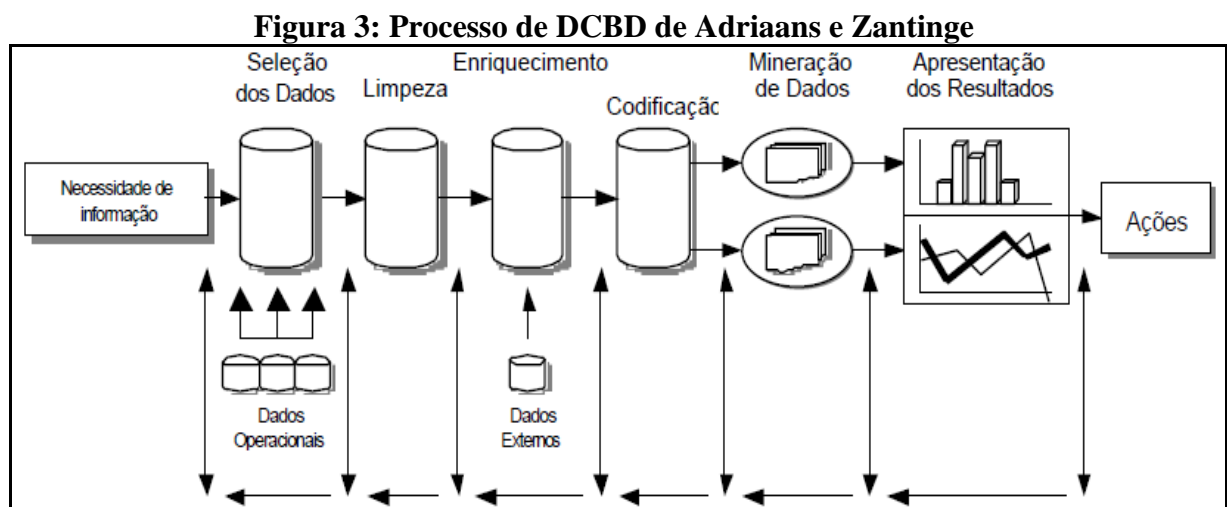 Figura 3: Processo de DCBD de Adriaans e Zantinge
Seleção
dos Dados
Limpeza
Enriquecimento
Codificação
Mineração
de Dados
Apresentação
dos Resultados
Necessidade de
informação
Ações
Dados
Operacionais
Dados
Externos